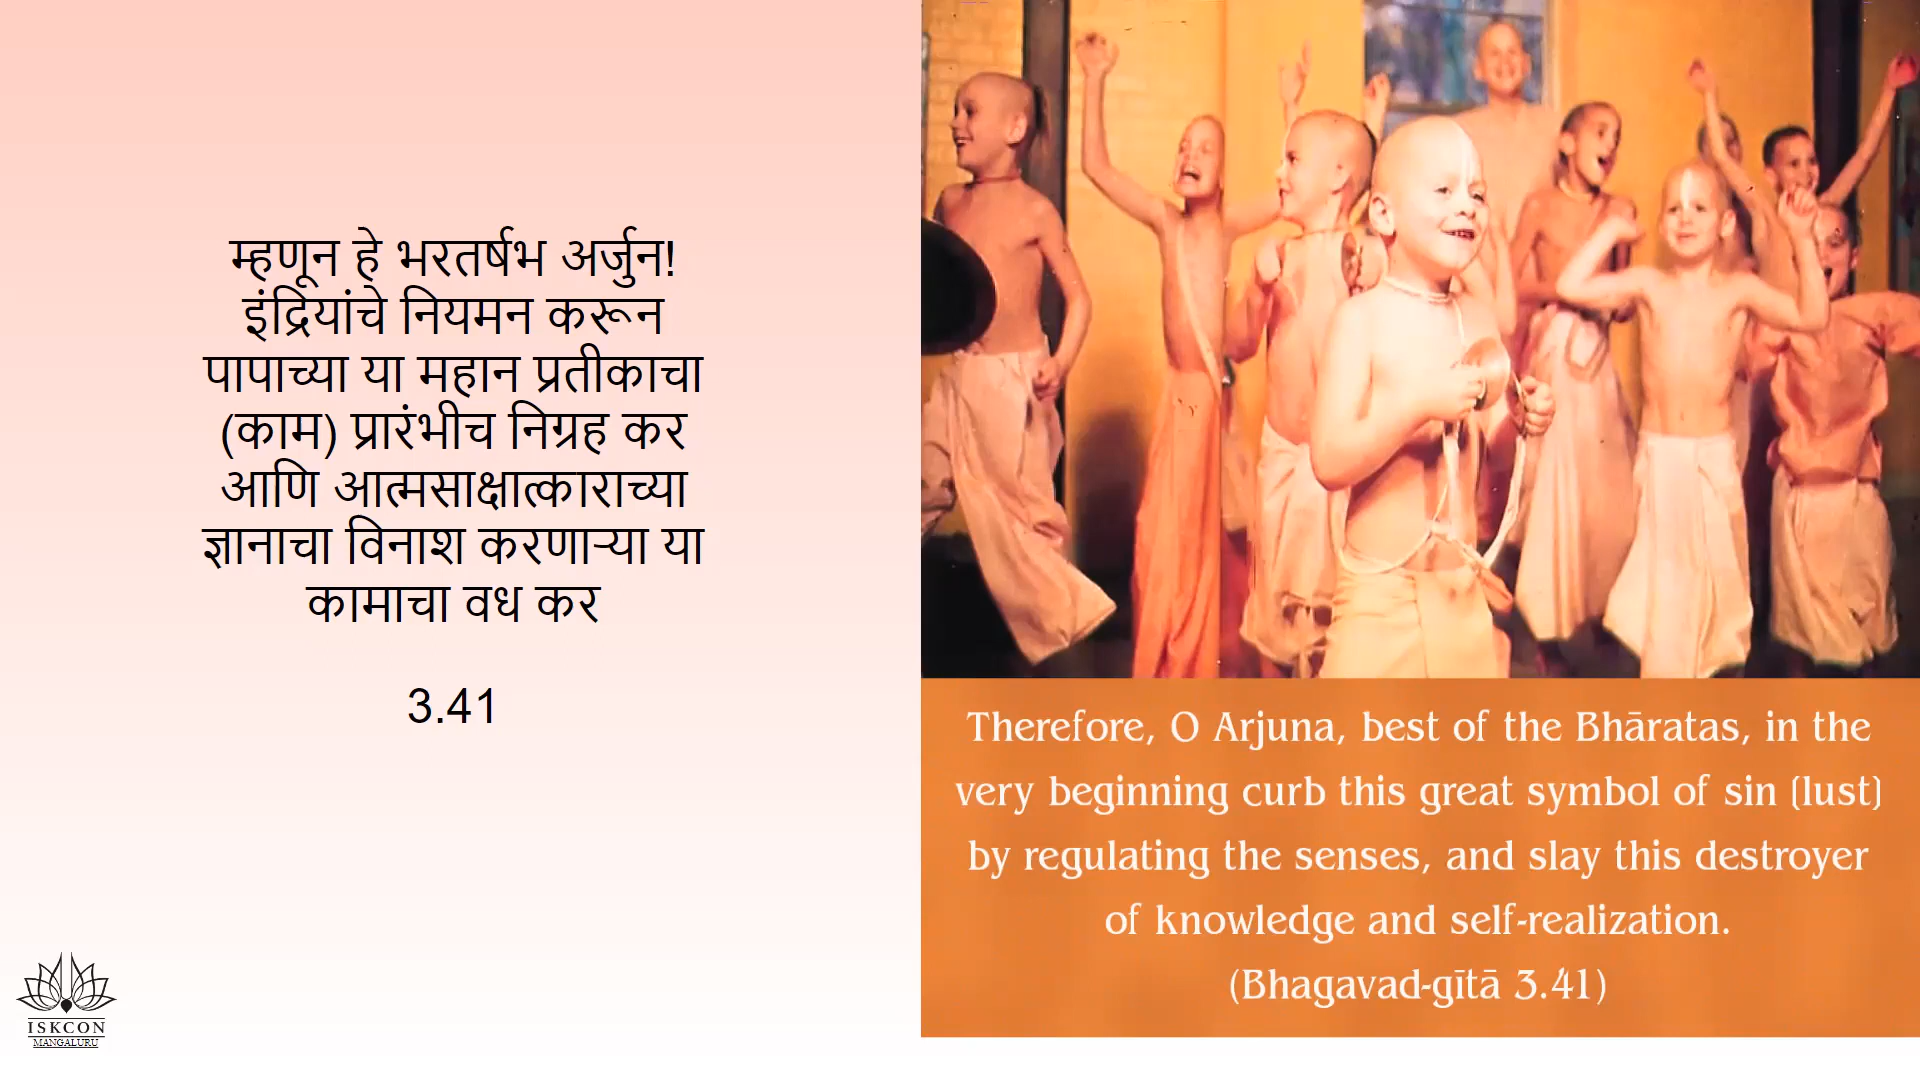 म्हणून हे भरतर्षभ अर्जुन!
इंद्रियांचे नियमन करून
पापाच्या या महान प्रतीकाचा
(काम) प्रारंभीच निग्रह कर
आणि आत्मसाक्षात्काराच्या
ज्ञानाचा विनाश करणाऱ्या या
कामाचा वध कर
3.41
ISKCON
MANGALURU
Therefore, O Arjuna, best of the Bhāratas, in the
very beginning curb this great symbol of sin [lust]
by regulating the senses, and slay this destroyer
of knowledge and self-realization.
(Bhagavad-gītā 3.41)